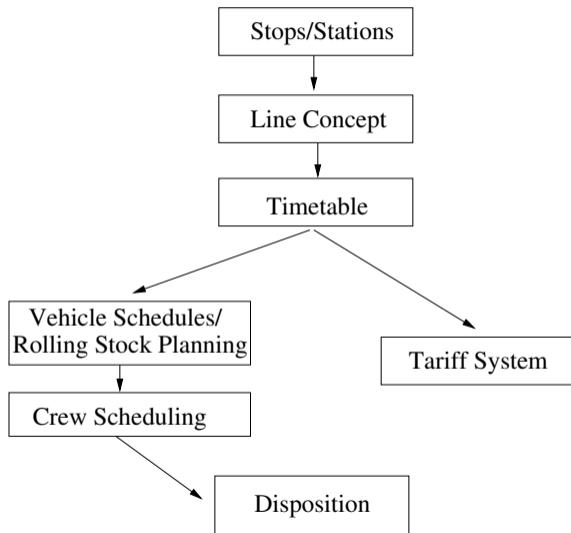 Stops/Stations
Line Concept
Timetable
Vehicle Schedules/
Rolling Stock Planning
Tariff System
Crew Scheduling
Disposition